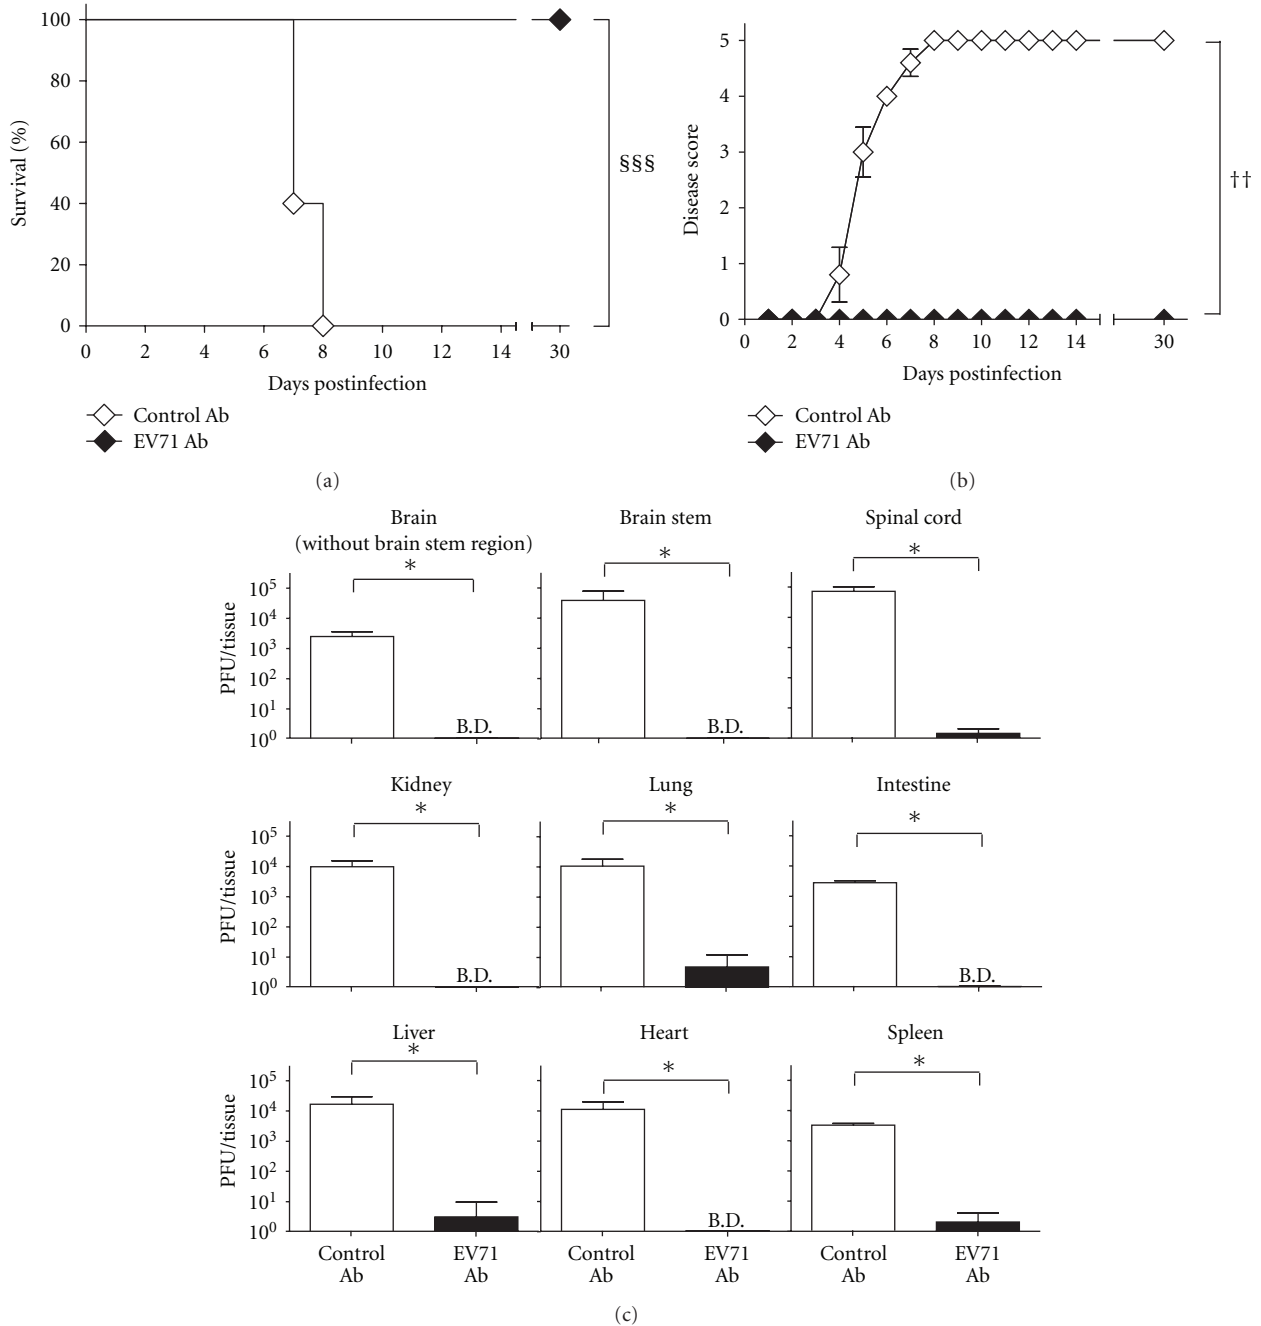 100
80
60
40
20
0
Survival (%)
0 2 4 6 8 10 12 14 30
Days postinfection
§§§
Control Ab
EV71 Ab
(a)
5
4
3
2
1
0
Disease score
0 2 4 6 8 10 12 14 30
Days postinfection
††
Control Ab
EV71 Ab
(b)
Brain
(without brain stem region)
*
PFU/tissue
10⁵
10⁴
10³
10²
10¹
10⁰
B.D.
Brain stem
*
B.D.
Spinal cord
*
Kidney
*
PFU/tissue
10⁵
10⁴
10³
10²
10¹
10⁰
B.D.
Lung
*
Intestine
*
B.D.
Liver
*
PFU/tissue
10⁵
10⁴
10³
10²
10¹
10⁰
Control
Ab
EV71
Ab
Heart
*
B.D.
Control
Ab
EV71
Ab
Spleen
*
Control
Ab
EV71
Ab
(c)